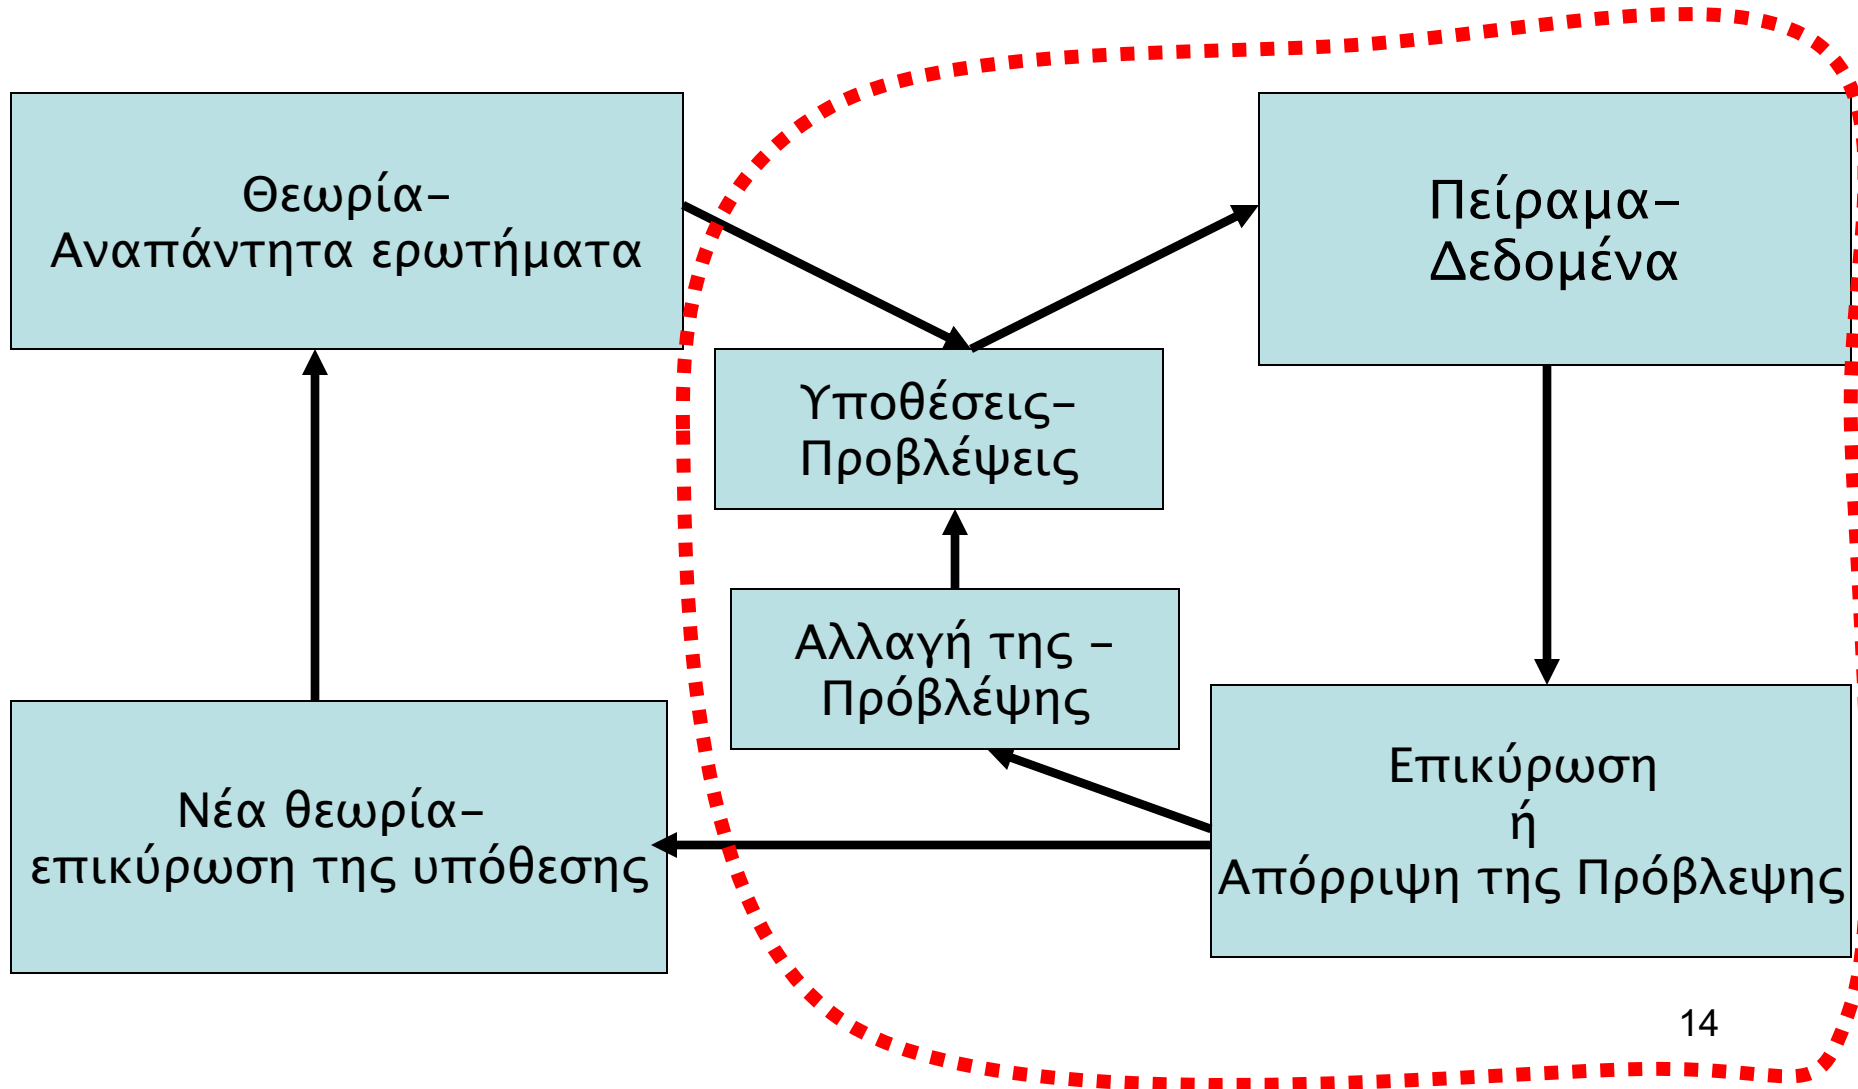 Θεωρία–
Αναπάντητα ερωτήματα
Πείραμα–
Δεδομένα
Υποθέσεις–
Προβλέψεις
Αλλαγή της –
Πρόβλέψης
Επικύρωση
ή
Απόρριψη της Πρόβλεψης
Νέα θεωρία–
επικύρωση της υπόθεσης
14